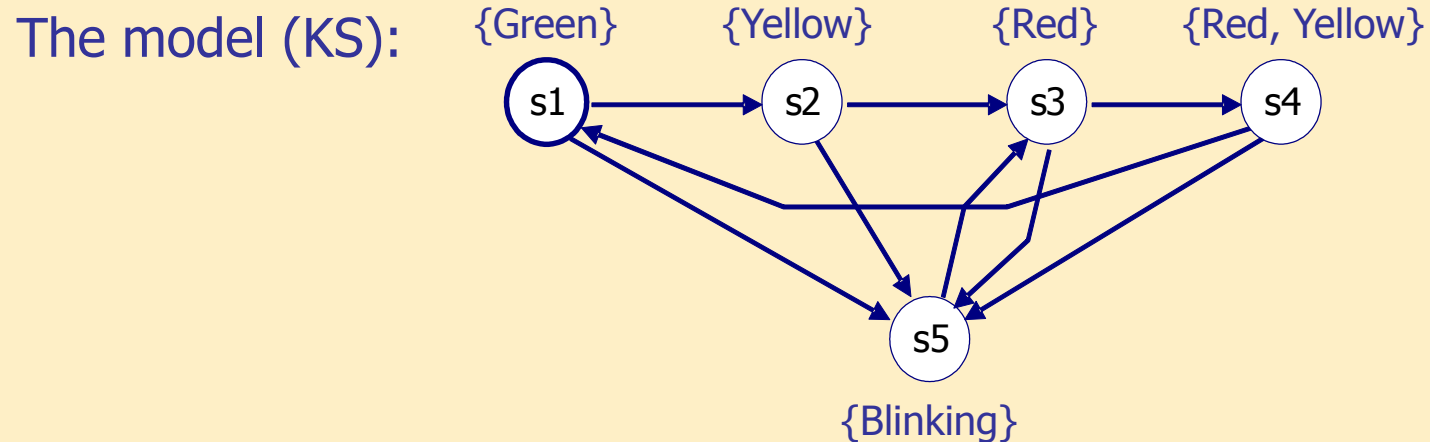 The model (KS):
{Green} {Yellow} {Red} {Red, Yellow}
s1 s2 s3 s4
s5
{Blinking}